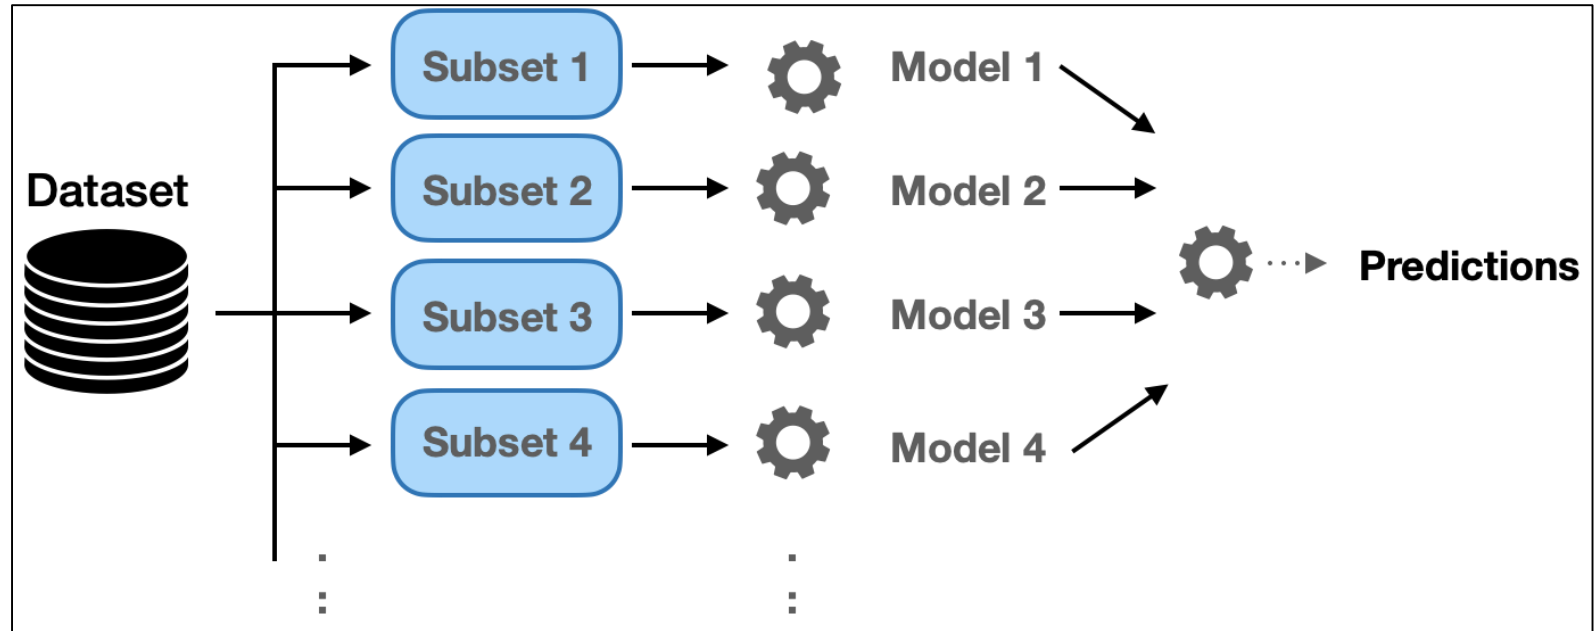 Subset 1
Model 1
Dataset
Subset 2
Model 2
Predictions
Subset 3
Model 3
Subset 4
Model 4